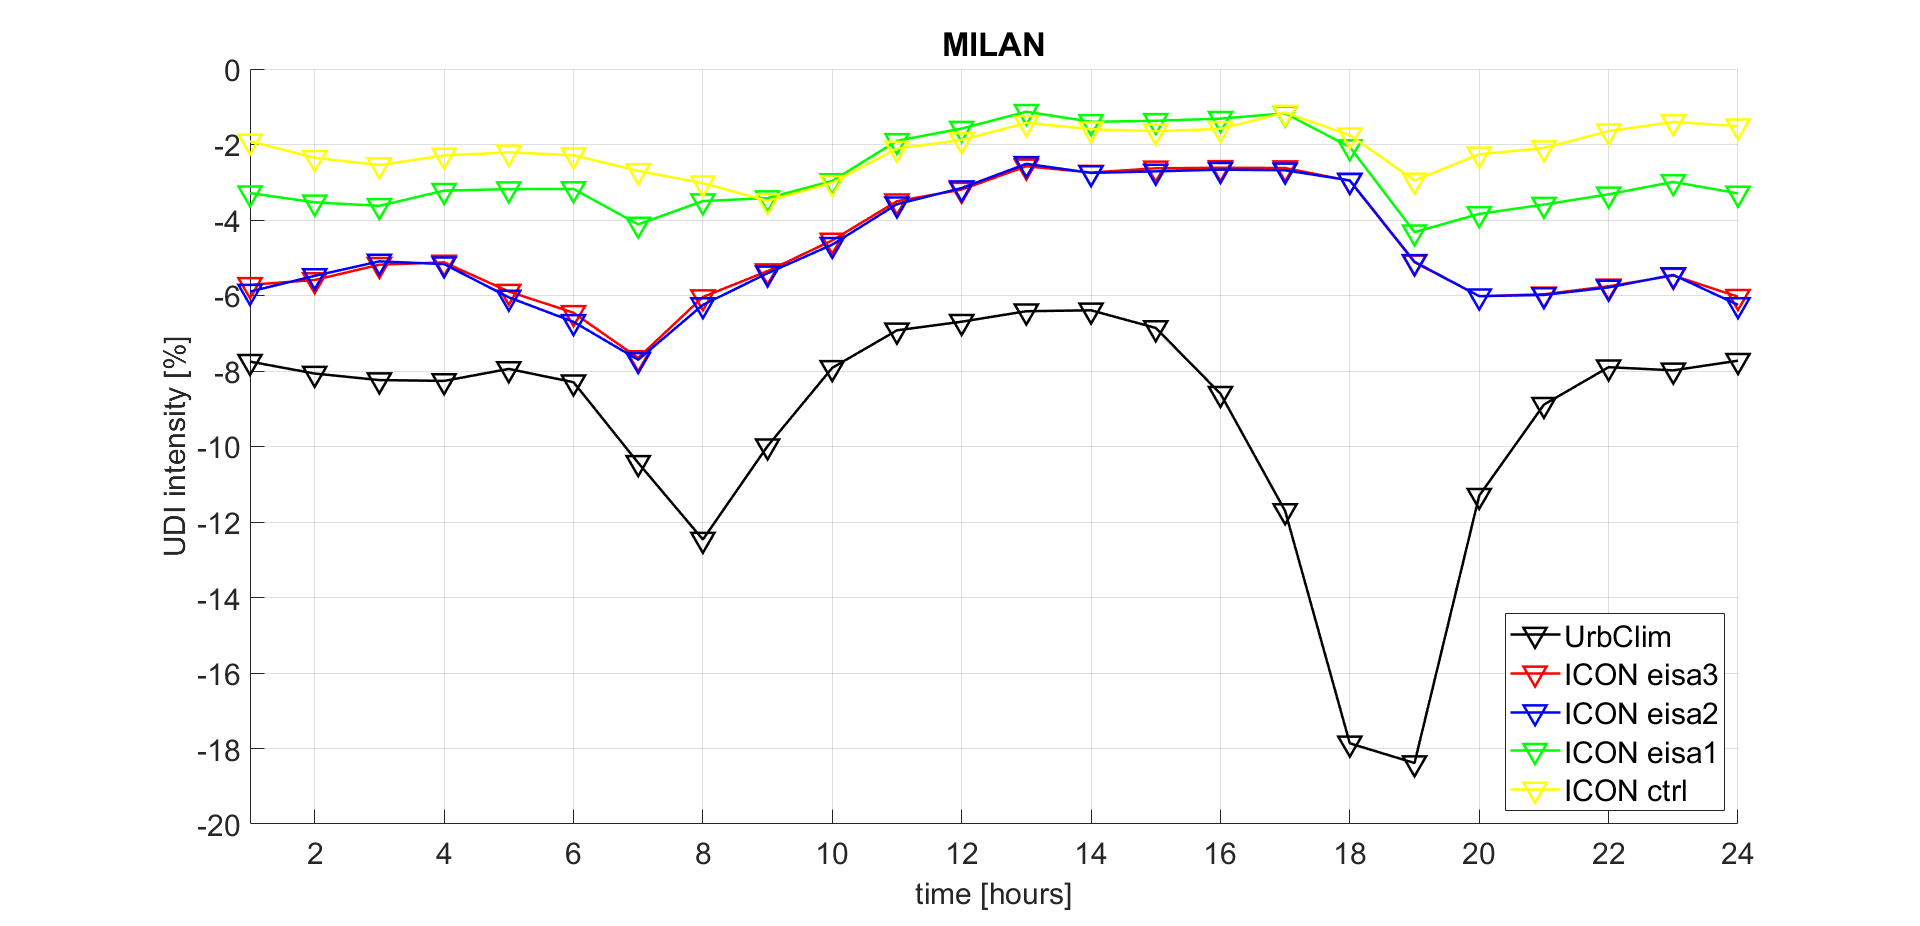 MILAN
0
-2
-4
-6
-8
-10
-12
-14
-16
-18
-20
UDI intensity [%]
2 4 6 8 10 12 14 16 18 20 22 24
time [hours]
UrbClim
ICON eisa3
ICON eisa2
ICON eisa1
ICON ctrl